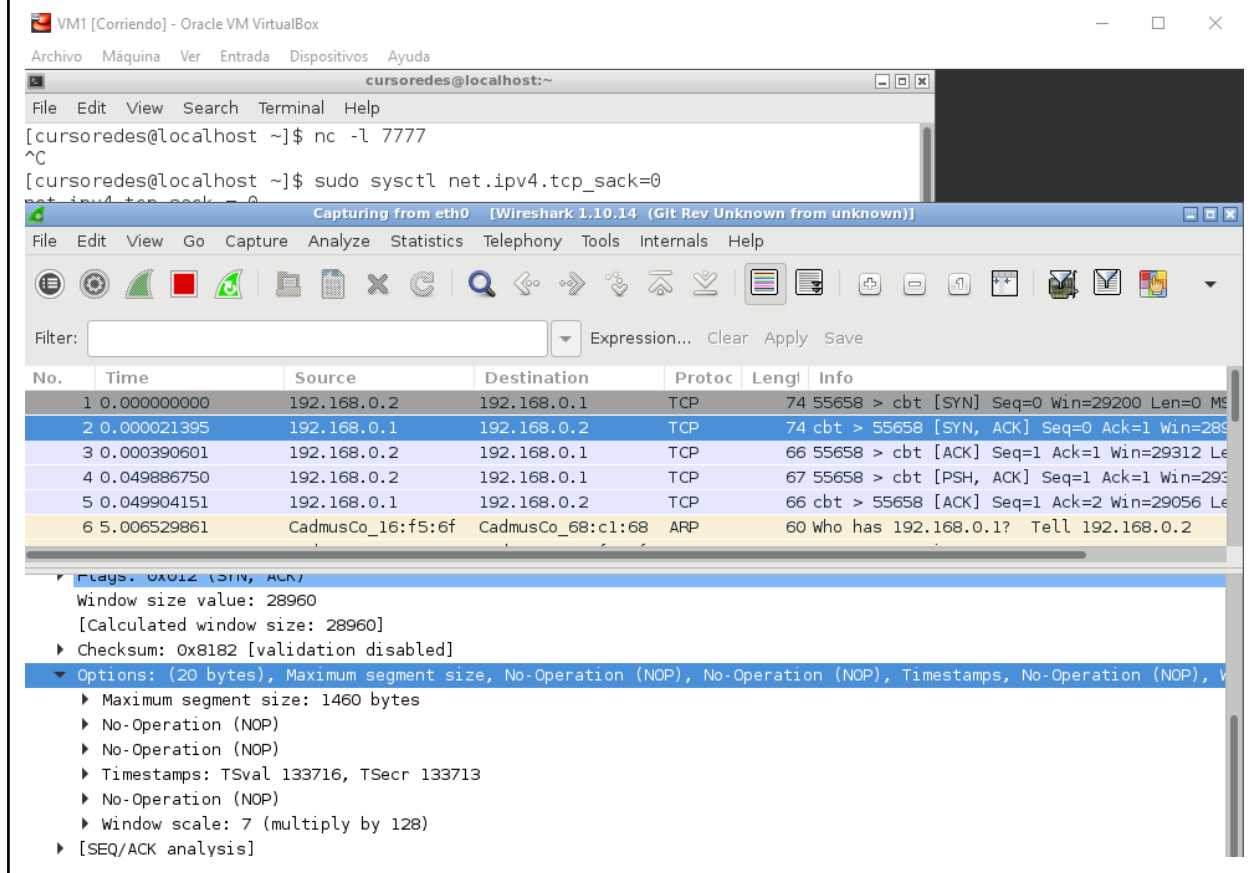 VM1 [Corriendo] - Oracle VM VirtualBox
Archivo Máquina Ver Entrada Dispositivos Ayuda
cursoredes@localhost:~
File Edit View Search Terminal Help
[cursoredes@localhost ~]$ nc -l 7777
^C
[cursoredes@localhost ~]$ sudo sysctl net.ipv4.tcp_sack=0
net.ipv4.tcp_sack = 0
Capturing from eth0 [Wireshark 1.10.14 (Git Rev Unknown from unknown)]
File Edit View Go Capture Analyze Statistics Telephony Tools Internals Help
Filter: Expression... Clear Apply Save
No. Time Source Destination Protoc Lengt Info
1 0.000000000 192.168.0.2 192.168.0.1 TCP 74 55658 > cbt [SYN] Seq=0 Win=29200 Len=0 MS
2 0.000021395 192.168.0.1 192.168.0.2 TCP 74 cbt > 55658 [SYN, ACK] Seq=0 Ack=1 Win=289
3 0.000390601 192.168.0.2 192.168.0.1 TCP 66 55658 > cbt [ACK] Seq=1 Ack=1 Win=29312 Le
4 0.049886750 192.168.0.2 192.168.0.1 TCP 67 55658 > cbt [PSH, ACK] Seq=1 Ack=1 Win=293
5 0.049904151 192.168.0.1 192.168.0.2 TCP 66 cbt > 55658 [ACK] Seq=1 Ack=2 Win=29056 Le
6 5.006529861 CadmusCo_16:f5:6f CadmusCo_68:c1:68 ARP 60 Who has 192.168.0.1? Tell 192.168.0.2
Flags: 0x012 (SYN, ACK)
Window size value: 28960
[Calculated window size: 28960]
Checksum: 0x8182 [validation disabled]
Options: (20 bytes), Maximum segment size, No-Operation (NOP), No-Operation (NOP), Timestamps, No-Operation (NOP), W
Maximum segment size: 1460 bytes
No-Operation (NOP)
No-Operation (NOP)
Timestamps: TSval 133716, TSecr 133713
No-Operation (NOP)
Window scale: 7 (multiply by 128)
[SEQ/ACK analysis]